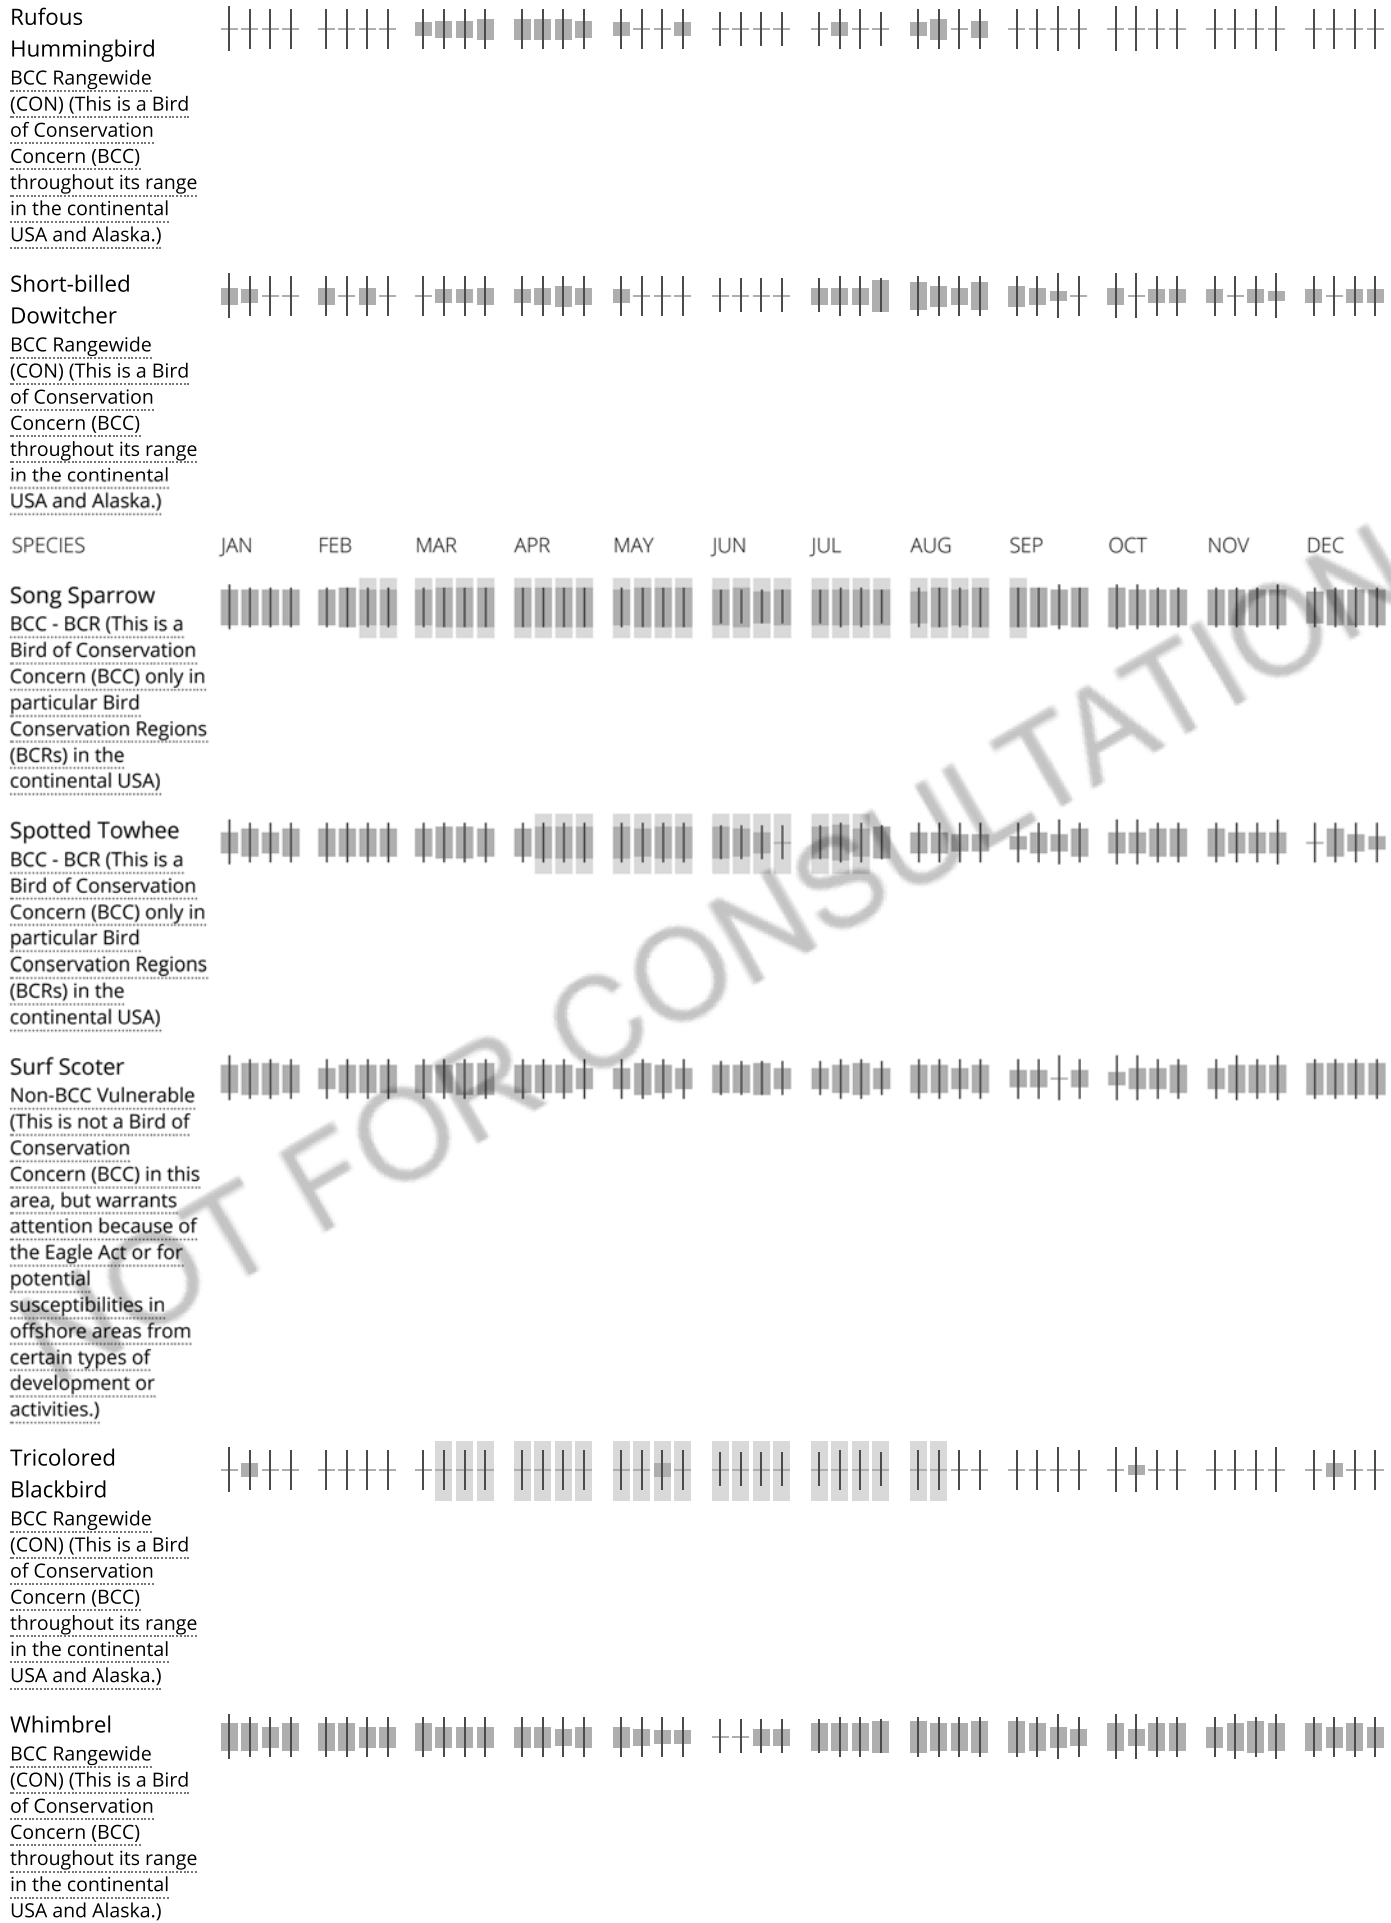 Rufous
Hummingbird
BCC Rangewide
(CON) (This is a Bird
of Conservation
Concern (BCC)
throughout its range
in the continental
USA and Alaska.)
Short-billed
Dowitcher
BCC Rangewide
(CON) (This is a Bird
of Conservation
Concern (BCC)
throughout its range
in the continental
USA and Alaska.)
SPECIES JAN FEB MAR APR MAY JUN JUL AUG SEP OCT NOV DEC
Song Sparrow
BCC - BCR (This is a
Bird of Conservation
Concern (BCC) only in
particular Bird
Conservation Regions
(BCRs) in the
continental USA)
Spotted Towhee
BCC - BCR (This is a
Bird of Conservation
Concern (BCC) only in
particular Bird
Conservation Regions
(BCRs) in the
continental USA)
Surf Scoter
Non-BCC Vulnerable
(This is not a Bird of
Conservation
Concern (BCC) in this
area, but warrants
attention because of
the Eagle Act or for
potential
susceptibilities in
offshore areas from
certain types of
development or
activities.)
Tricolored
Blackbird
BCC Rangewide
(CON) (This is a Bird
of Conservation
Concern (BCC)
throughout its range
in the continental
USA and Alaska.)
Whimbrel
BCC Rangewide
(CON) (This is a Bird
of Conservation
Concern (BCC)
throughout its range
in the continental
USA and Alaska.)
NOT FOR CONSULTATION